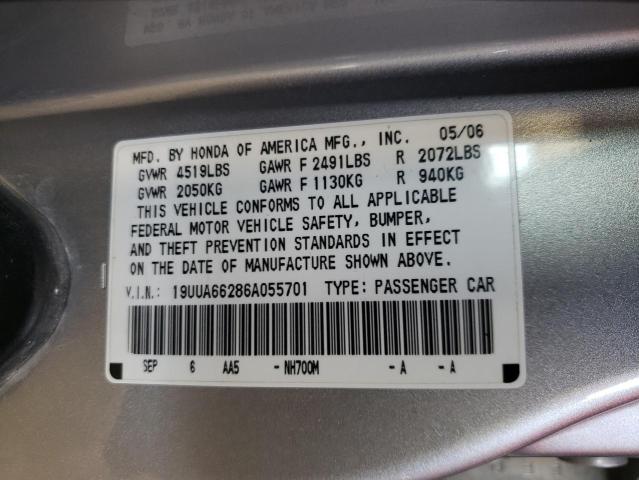 MFD. BY HONDA OF AMERICA MFG., INC. 05/06
GVWR 4519LBS GAWR F 2491LBS R 2072LBS
GVWR 2050KG GAWR F 1130KG R 940KG
THIS VEHICLE CONFORMS TO ALL APPLICABLE
FEDERAL MOTOR VEHICLE SAFETY, BUMPER,
AND THEFT PREVENTION STANDARDS IN EFFECT
ON THE DATE OF MANUFACTURE SHOWN ABOVE.
V.I.N.: 19UUA66286A055701 TYPE: PASSENGER CAR
SEP 6 AA5 - NH700M - A - A